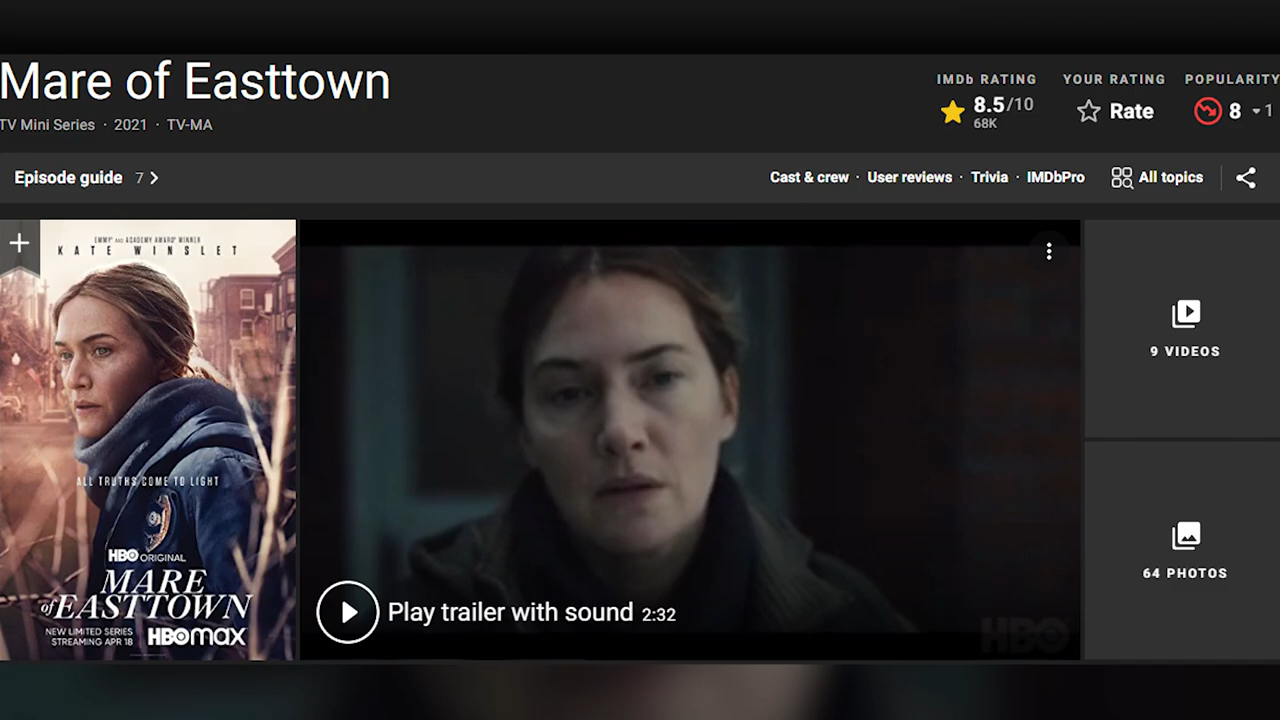 Mare of Easttown
TV Mini Series · 2021 · TV-MA
IMDb RATING
8.5/10
68K
YOUR RATING
Rate
POPULARITY
8
1
Episode guide 7
Cast & crew · User reviews · Trivia · IMDbPro
All topics
EMMY® AND ACADEMY AWARD® WINNER
KATE WINSLET
ALL TRUTHS COME TO LIGHT
HBO ORIGINAL
MARE
of EASTTOWN
NEW LIMITED SERIES
STREAMING APR 18
HBOmax
Play trailer with sound 2:32
HBO
9 VIDEOS
64 PHOTOS